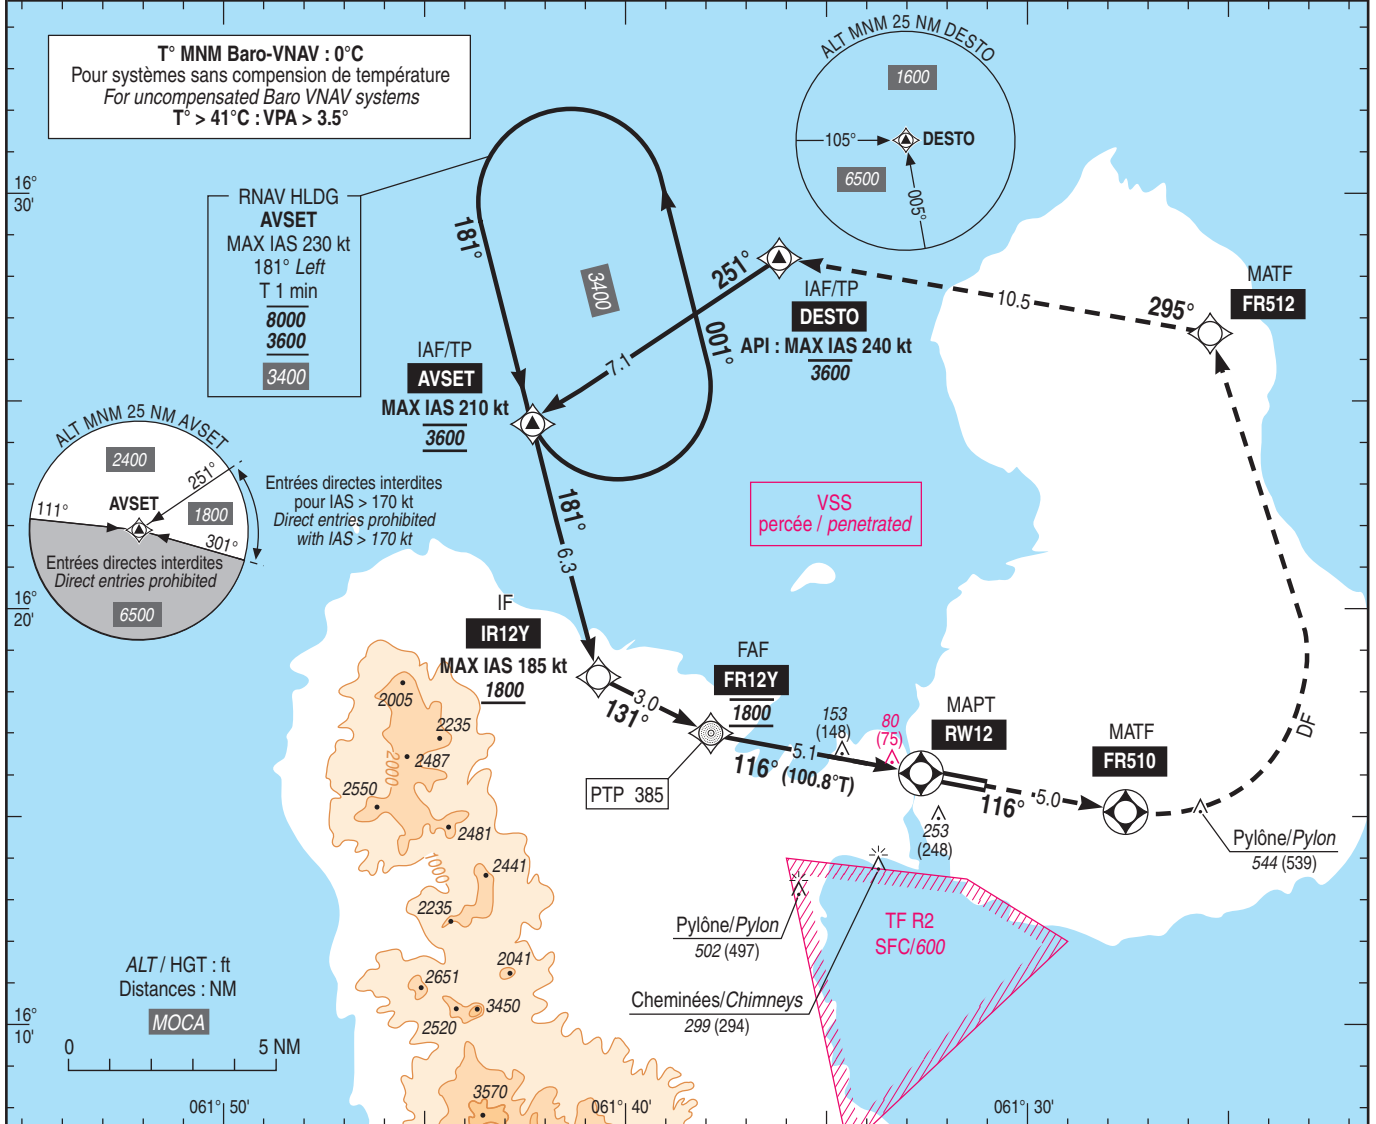 T° MNM Baro-VNAV : 0°C
Pour systèmes sans compension de température
For uncompensated Baro VNAV systems
T° > 41°C : VPA > 3.5°
ALT MNM 25 NM DESTO
1600
105°
DESTO
6500
005°
16°
30'
RNAV HLDG
AVSET
MAX IAS 230 kt
181° Left
T 1 min
8000
3600
3400
181°
3400
001°
251°
7.1
IAF/TP
DESTO
API : MAX IAS 240 kt
3600
10.5
295°
MATF
FR512
IAF/TP
AVSET
MAX IAS 210 kt
3600
ALT MNM 25 NM AVSET
2400
251°
AVSET
111°
1800
301°
Entrées directes interdites
Direct entries prohibited
6500
Entrées directes interdites
pour IAS > 170 kt
Direct entries prohibited
with IAS > 170 kt
181°
6.3
VSS
percée / penetrated
16°
20'
IF
IR12Y
MAX IAS 185 kt
1800
3.0
131°
FAF
FR12Y
1800
PTP 385
5.1
116° (100.8°T)
153
(148)
80
(75)
MAPT
RW12
MATF
FR510
116°
5.0
DF
253
(248)
Pylône/Pylon
544 (539)
2005
2235
2487
2000
2550
2481
1000
2441
2235
2041
2651
3450
2520
3570
Pylône/Pylon
502 (497)
TF R2
SFC/600
Cheminées/Chimneys
299 (294)
ALT / HGT : ft
Distances : NM
MOCA
0
5 NM
16°
10'
061° 50'
061° 40'
061° 30'